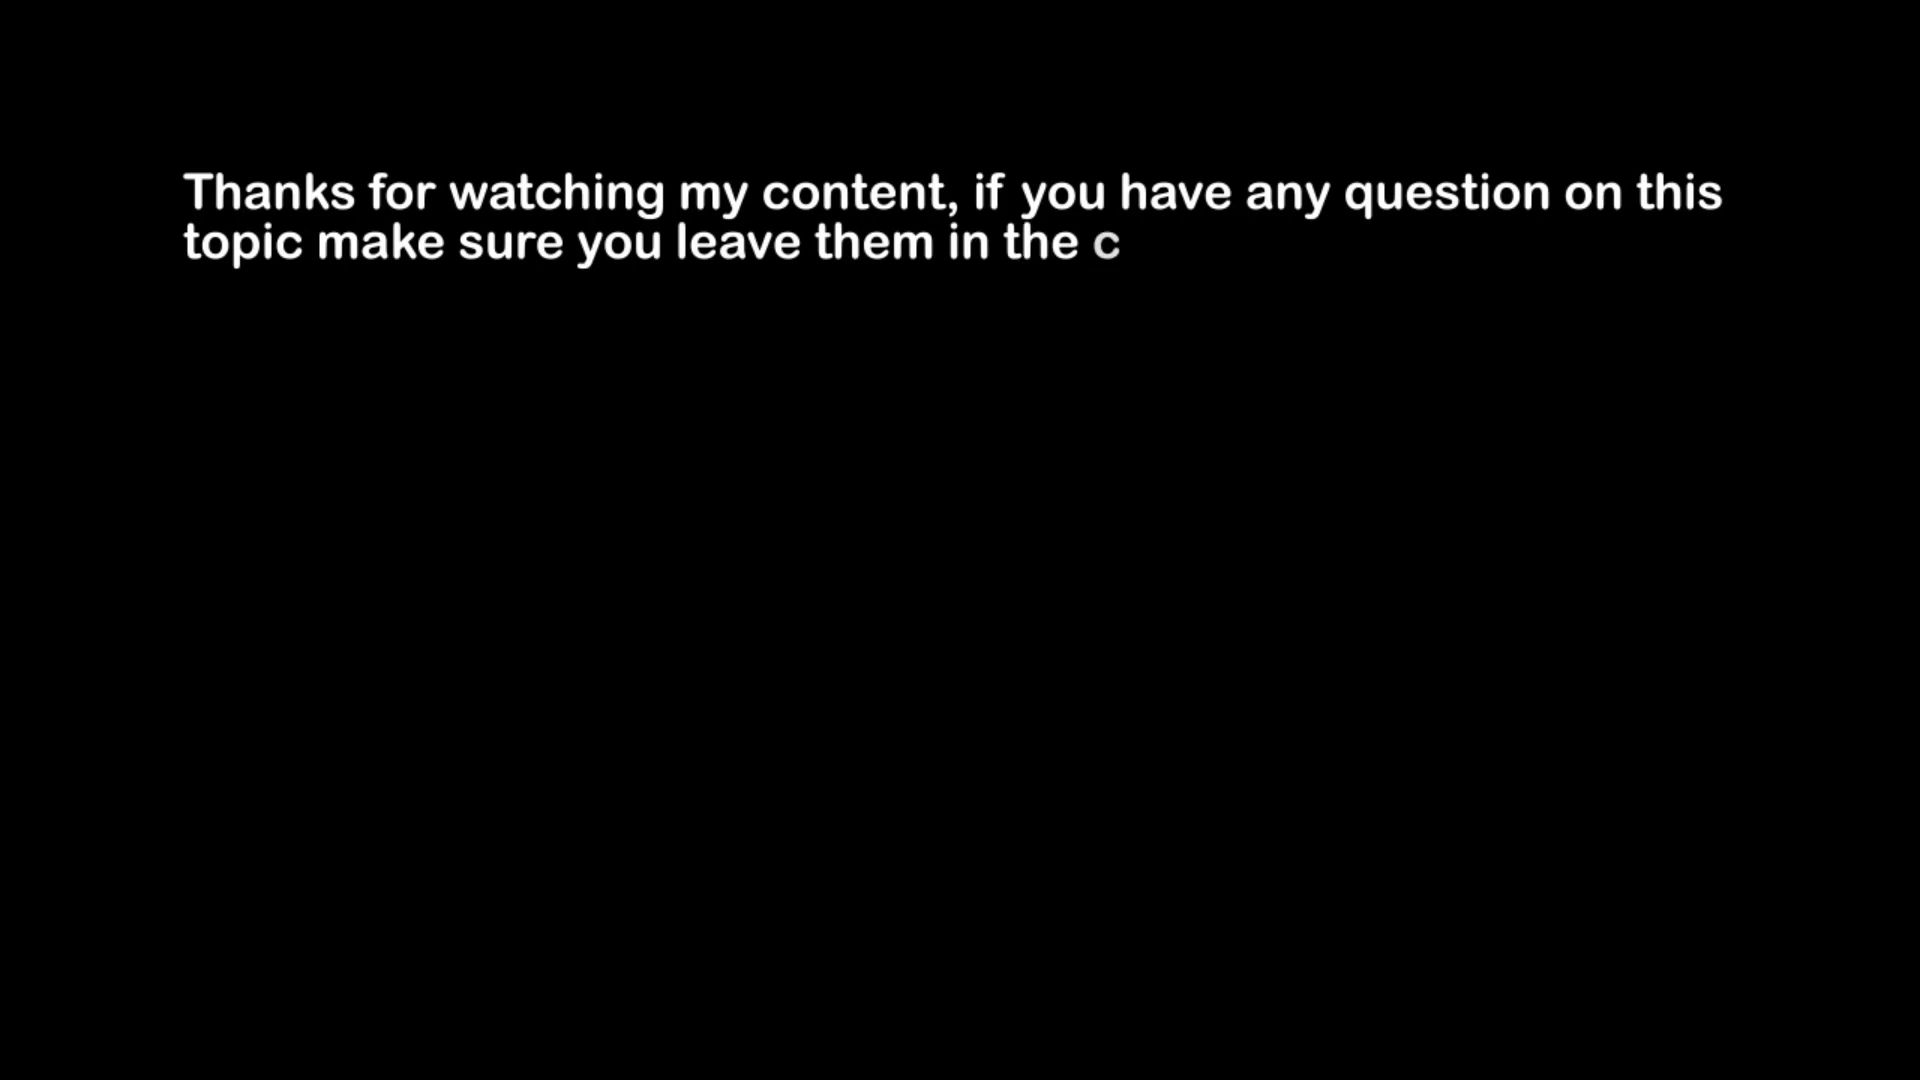 Thanks for watching my content, if you have any question on this
topic make sure you leave them in the c